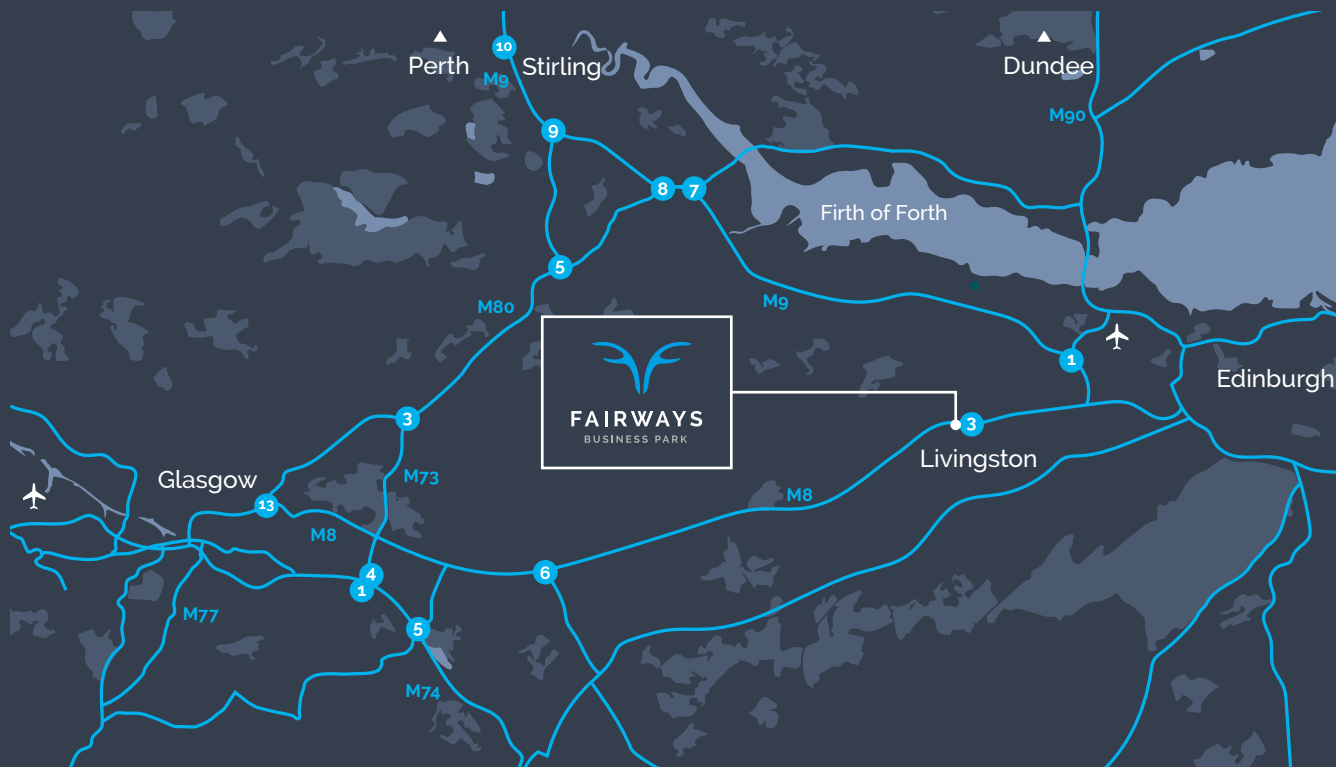 10
Perth
Stirling
M9
Dundee
M90
9
8
7
Firth of Forth
5
M80
M9
1
Edinburgh
FAIRWAYS
BUSINESS PARK
3
3
Livingston
Glasgow
M73
13
M8
M8
4
1
6
M77
5
M74